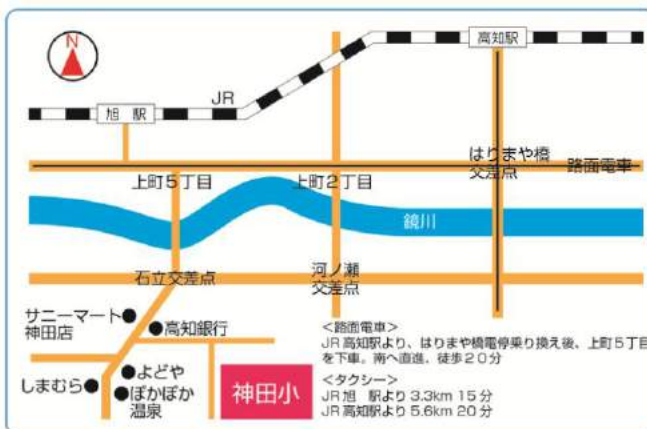 N
高知駅
JR
旭 駅
はりまや橋
交差点
路面電車
上町5丁目
上町2丁目
鏡川
石立交差点
河ノ瀬
交差点
サニーマート
神田店
高知銀行
よどや
しまむら
ぽかぽか
温泉
神田小
<路面電車>
JR高知駅より、はりまや橋電停乗り換え後、上町5丁目
を下車。南へ直進、徒歩20分
<タクシー>
JR 旭 駅より 3.3km 15分
JR 高知駅より 5.6km 20分